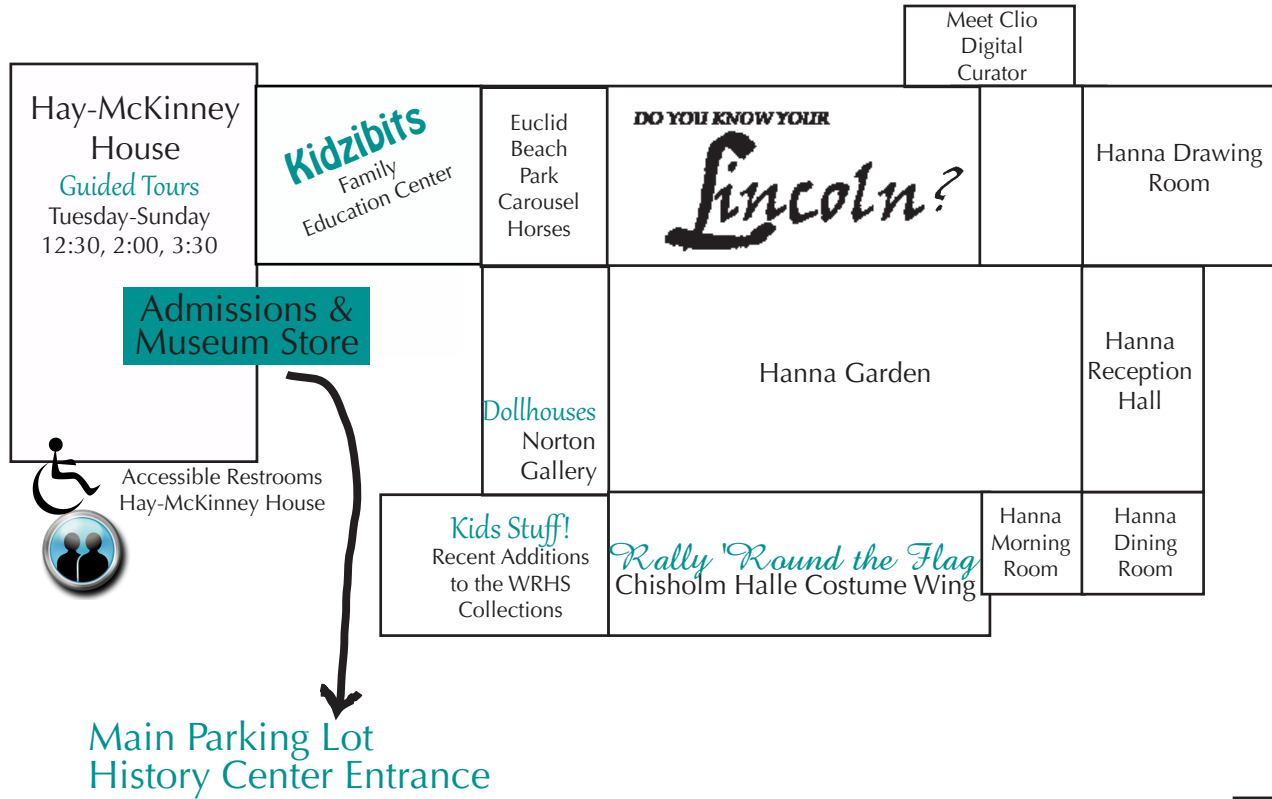 Meet Clio
Digital
Curator
Hay-McKinney
House
Guided Tours
Tuesday-Sunday
12:30, 2:00, 3:30
Kidzibits
Family
Education Center
Euclid
Beach
Park
Carousel
Horses
DO YOU KNOW YOUR
Lincoln?
Hanna Drawing
Room
Admissions &
Museum Store
Hanna Garden
Hanna
Reception
Hall
Dollhouses
Norton
Gallery
Accessible Restrooms
Hay-McKinney House
Kids Stuff!
Recent Additions
to the WRHS
Collections
Rally 'Round the Flag
Chisholm Halle Costume Wing
Hanna
Morning
Room
Hanna
Dining
Room
Main Parking Lot
History Center Entrance